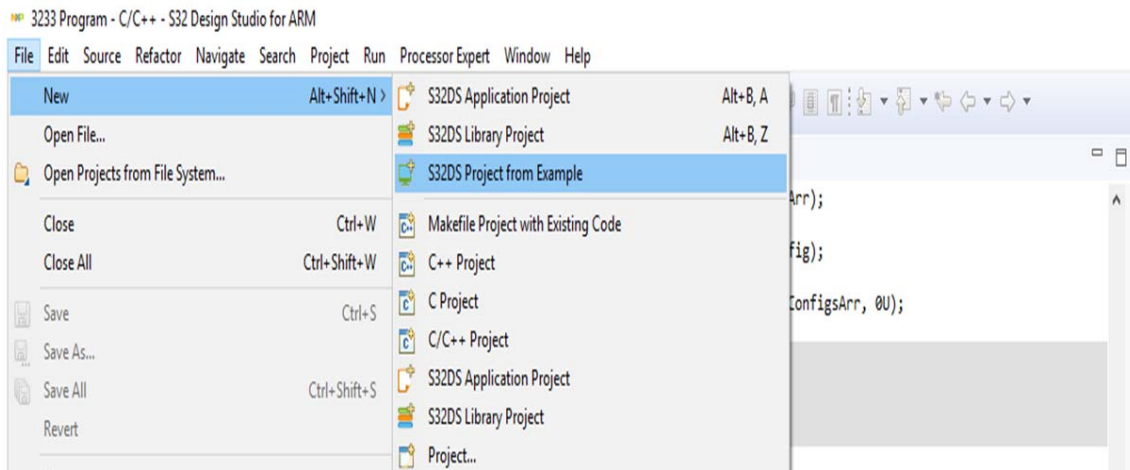 NXP 3233 Program - C/C++ - S32 Design Studio for ARM
File Edit Source Refactor Navigate Search Project Run Processor Expert Window Help
New Alt+Shift+N > S32DS Application Project Alt+B, A
Open File... S32DS Library Project Alt+B, Z
Open Projects from File System... S32DS Project from Example
Arr);
Close Ctrl+W Makefile Project with Existing Code
fig);
Close All Ctrl+Shift+W C++ Project
Save Ctrl+S C Project
ConfigsArr, 0U);
Save As... C/C++ Project
Save All Ctrl+Shift+S S32DS Application Project
Revert S32DS Library Project
Project...